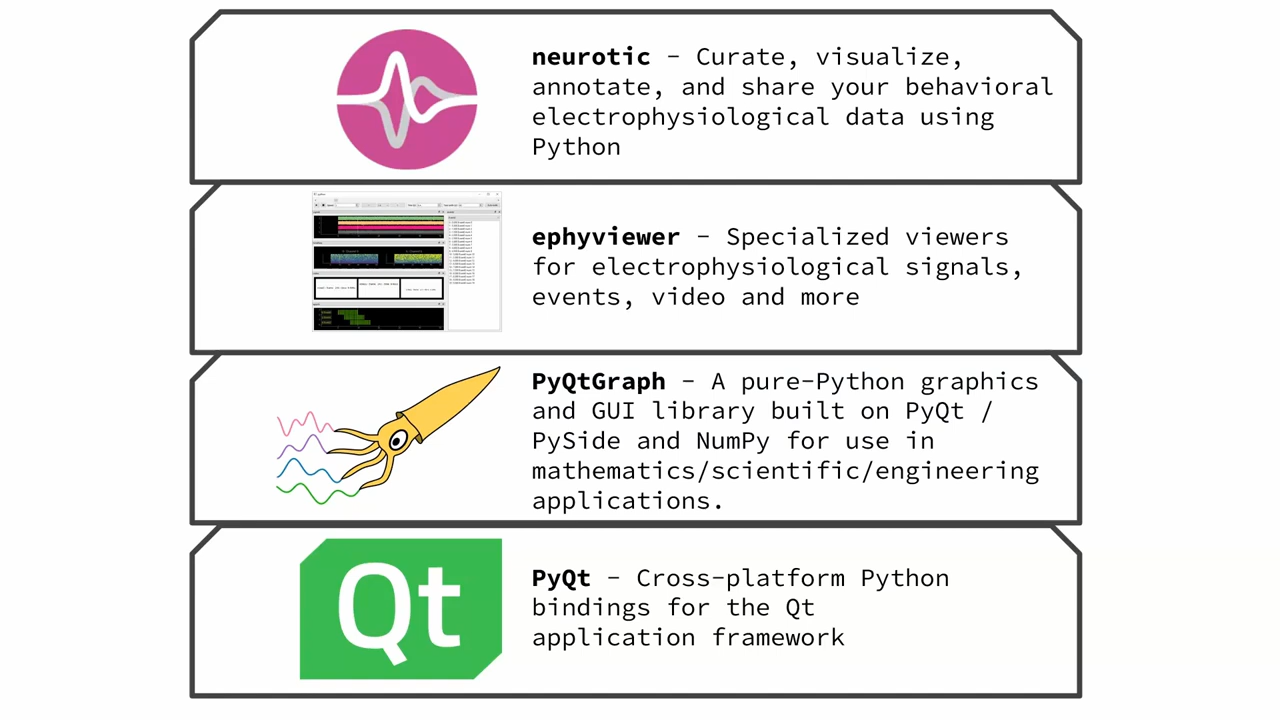 neurotic – Curate, visualize,
annotate, and share your behavioral
electrophysiological data using
Python
ephyviewer – Specialized viewers
for electrophysiological signals,
events, video and more
PyQtGraph – A pure-Python graphics
and GUI library built on PyQt /
PySide and NumPy for use in
mathematics/scientific/engineering
applications.
Qt
PyQt – Cross-platform Python
bindings for the Qt
application framework